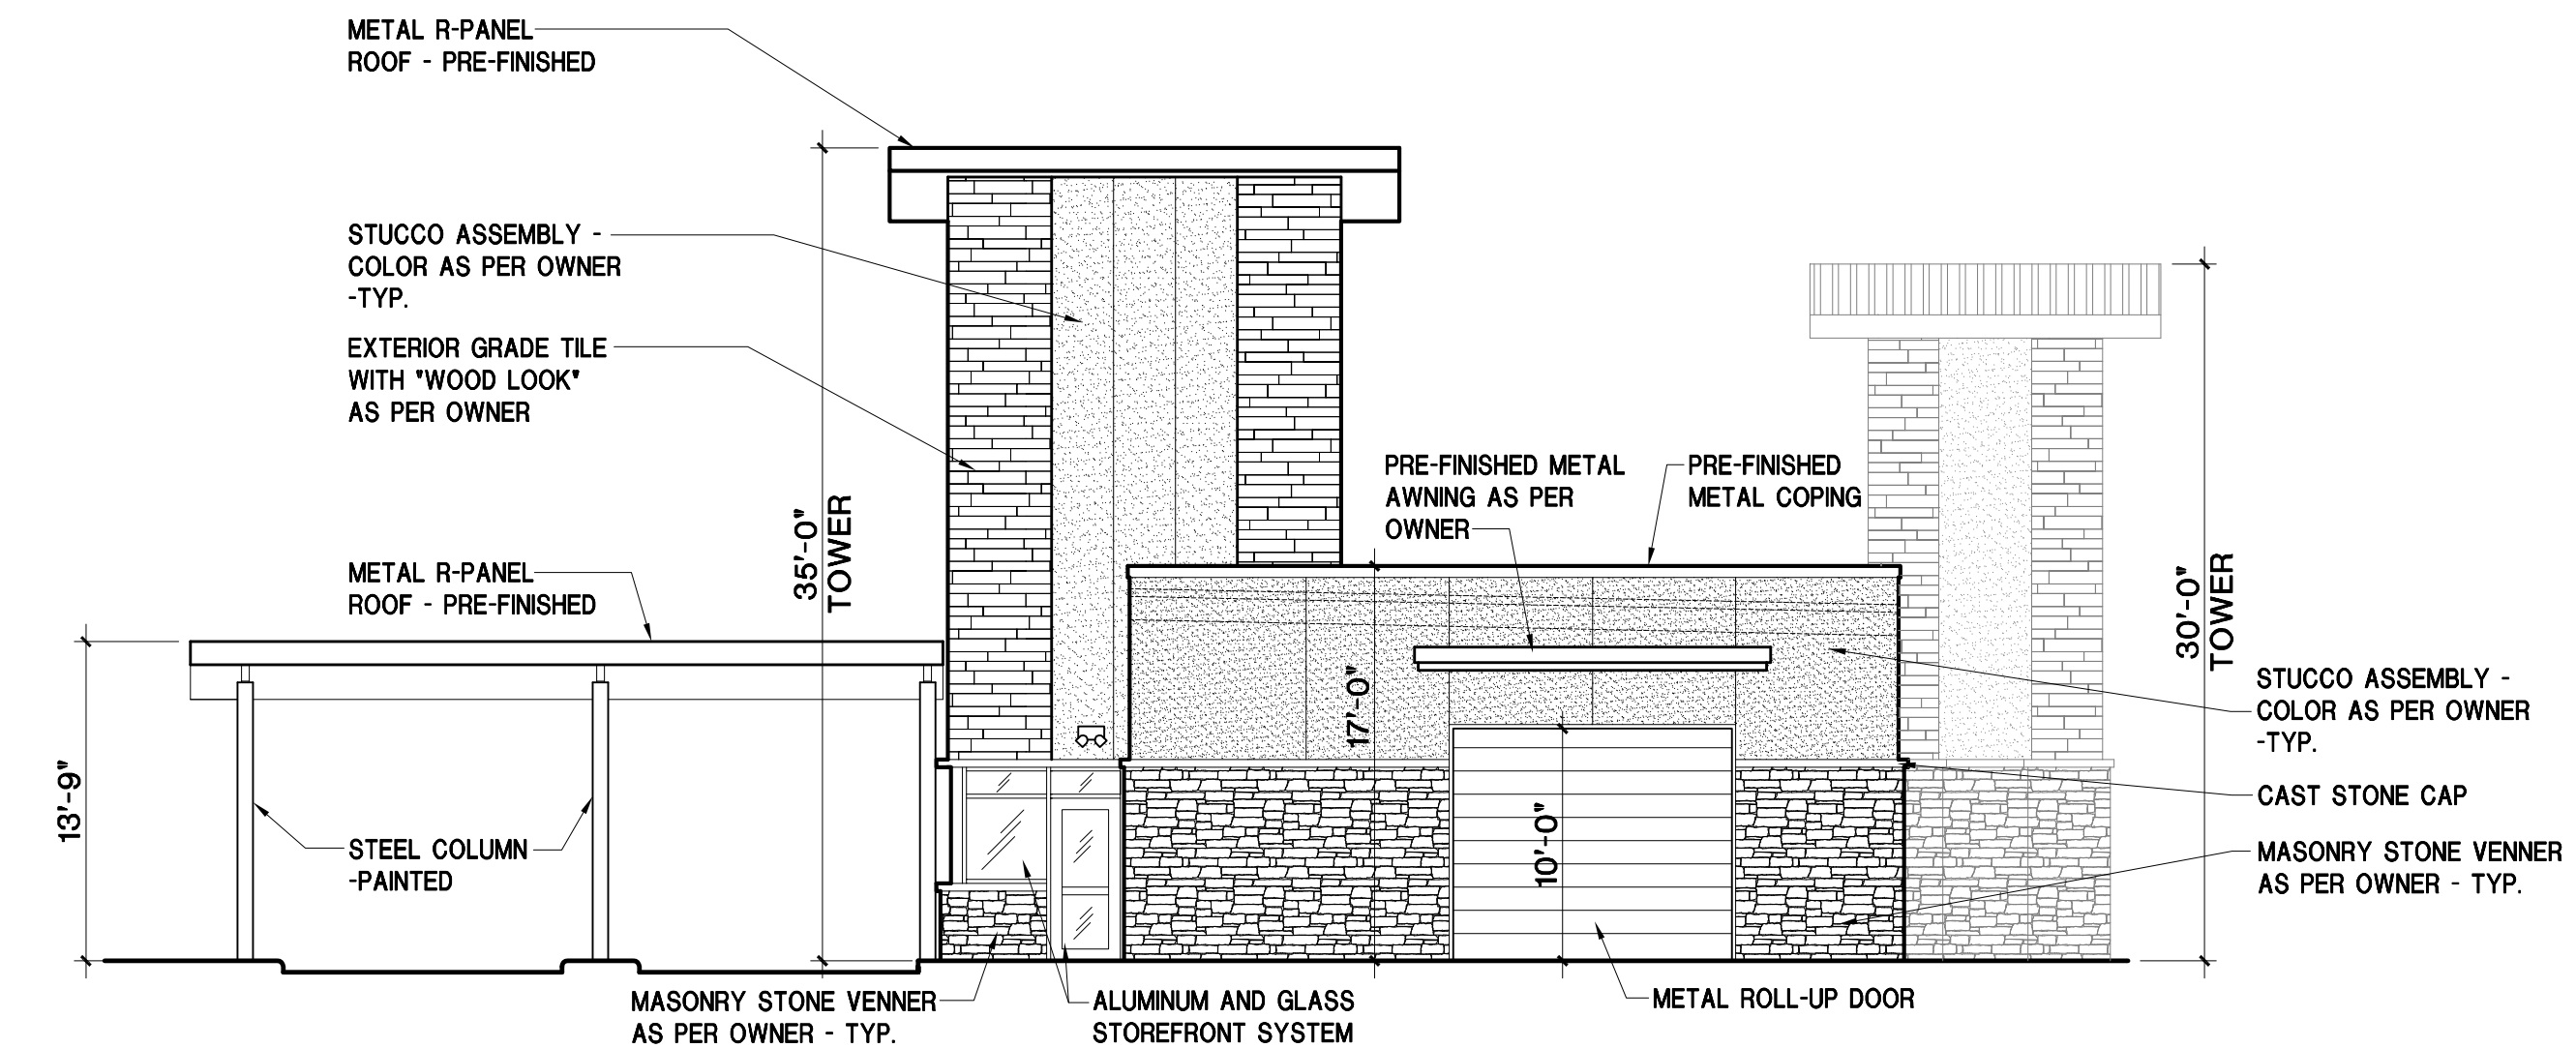 METAL R-PANEL
ROOF - PRE-FINISHED
STUCCO ASSEMBLY -
COLOR AS PER OWNER
-TYP.
EXTERIOR GRADE TILE
WITH "WOOD LOOK"
AS PER OWNER
METAL R-PANEL
ROOF - PRE-FINISHED
13'-9"
STEEL COLUMN
-PAINTED
35'-0"
TOWER
PRE-FINISHED METAL
AWNING AS PER
OWNER
PRE-FINISHED
METAL COPING
17'-0"
10'-0"
30'-0"
TOWER
STUCCO ASSEMBLY -
COLOR AS PER OWNER
-TYP.
CAST STONE CAP
MASONRY STONE VENNER
AS PER OWNER - TYP.
MASONRY STONE VENNER
AS PER OWNER - TYP.
ALUMINUM AND GLASS
STOREFRONT SYSTEM
METAL ROLL-UP DOOR